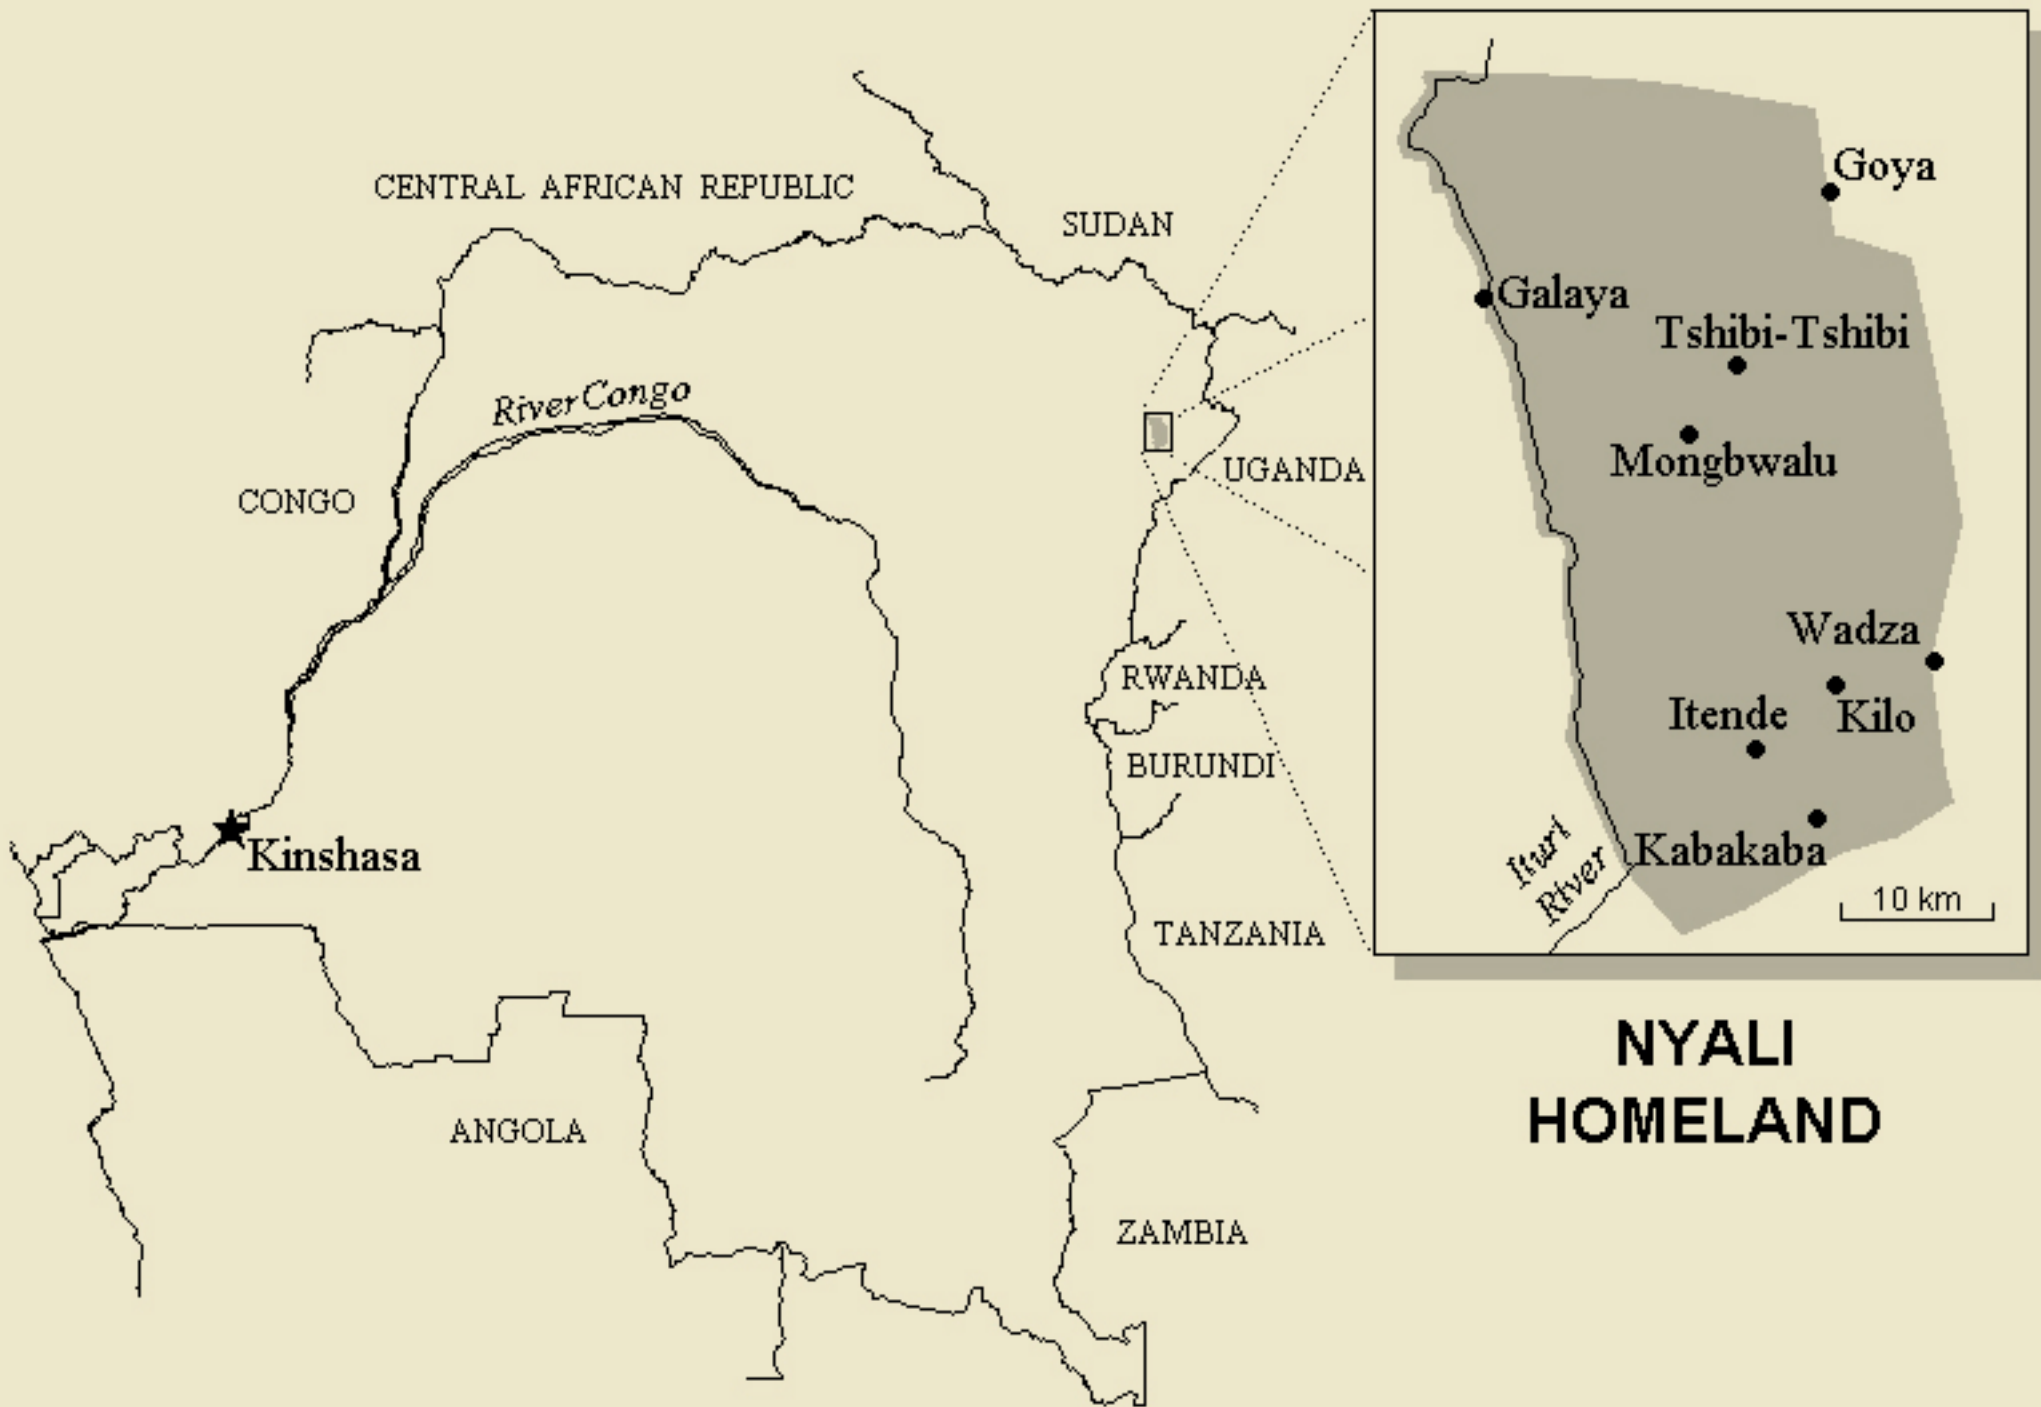 CENTRAL AFRICAN REPUBLIC
SUDAN
River Congo
CONGO
UGANDA
RWANDA
BURUNDI
Kinshasa
TANZANIA
ANGOLA
ZAMBIA
Goya
Galaya
Tshibi-Tshibi
Mongbwalu
Wadza
Itende
Kilo
Kabakaba
Ituri
River
10 km
NYALI
HOMELAND